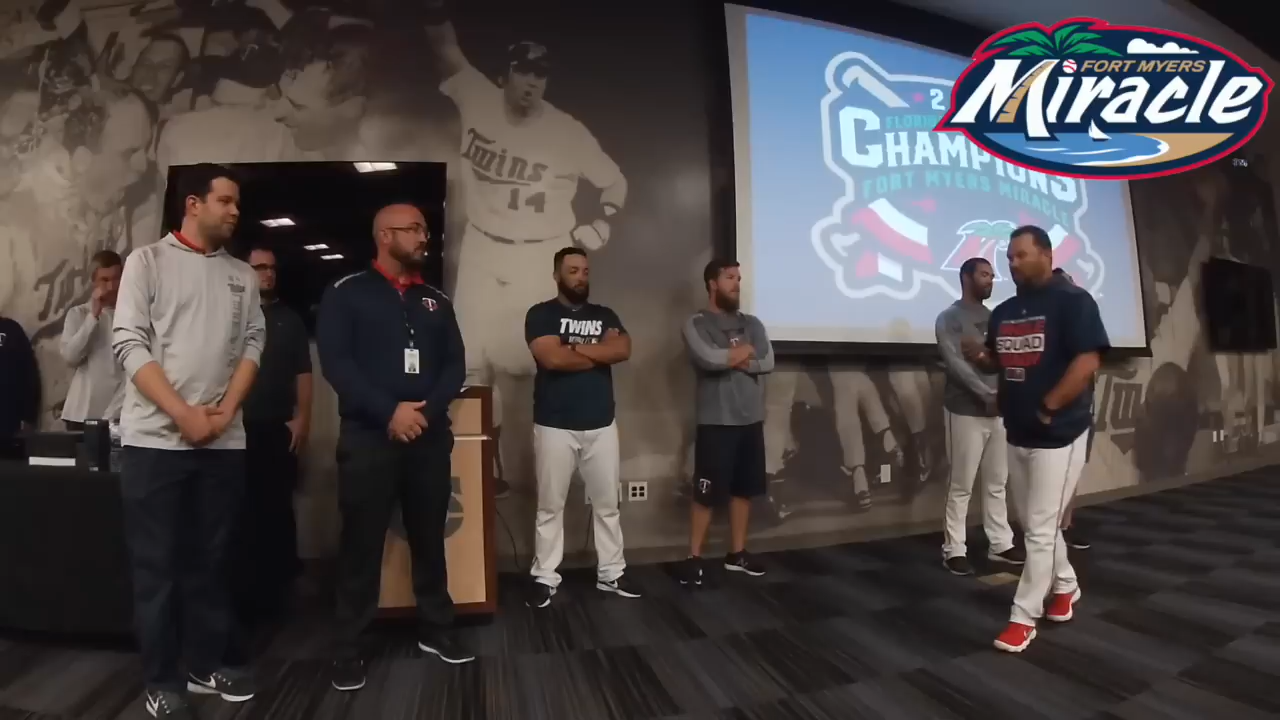 FORT MYERS
Miracle
2
CHAMPIONS
FORT MYERS MIRACLE
Twins
14
TWINS
SQUAD